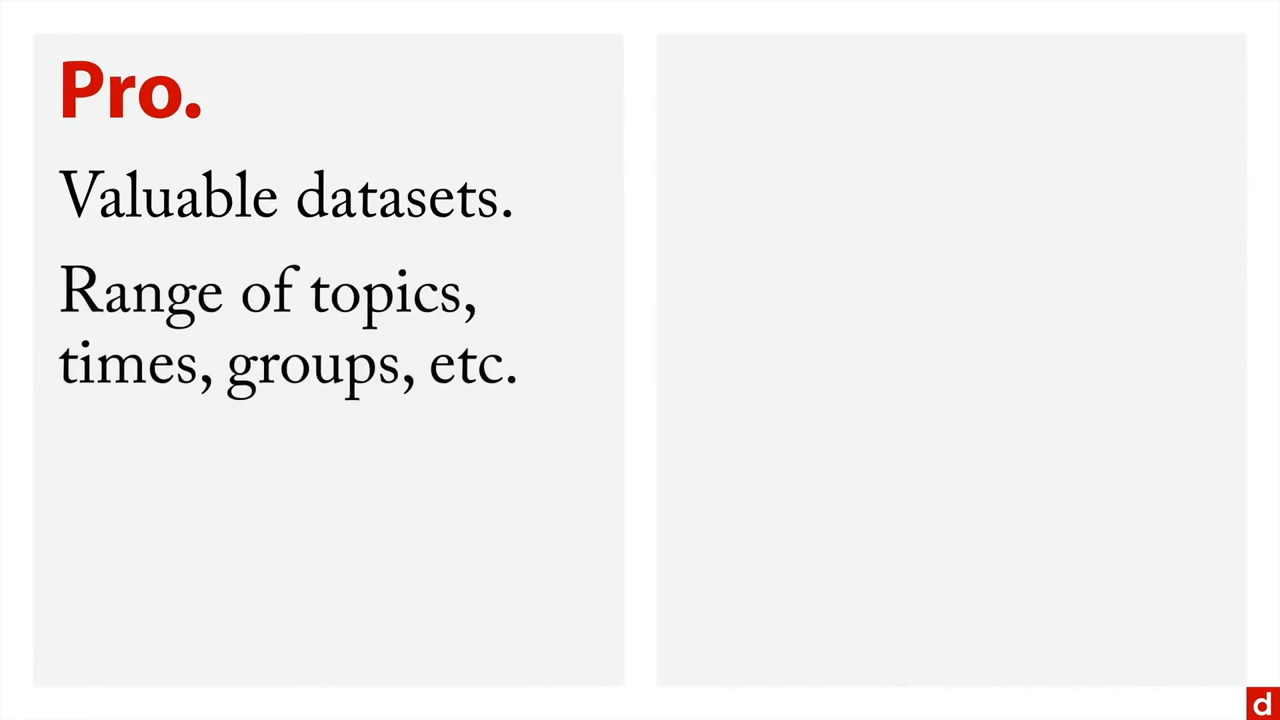 Pro.
Valuable datasets.
Range of topics,
times, groups, etc.
d